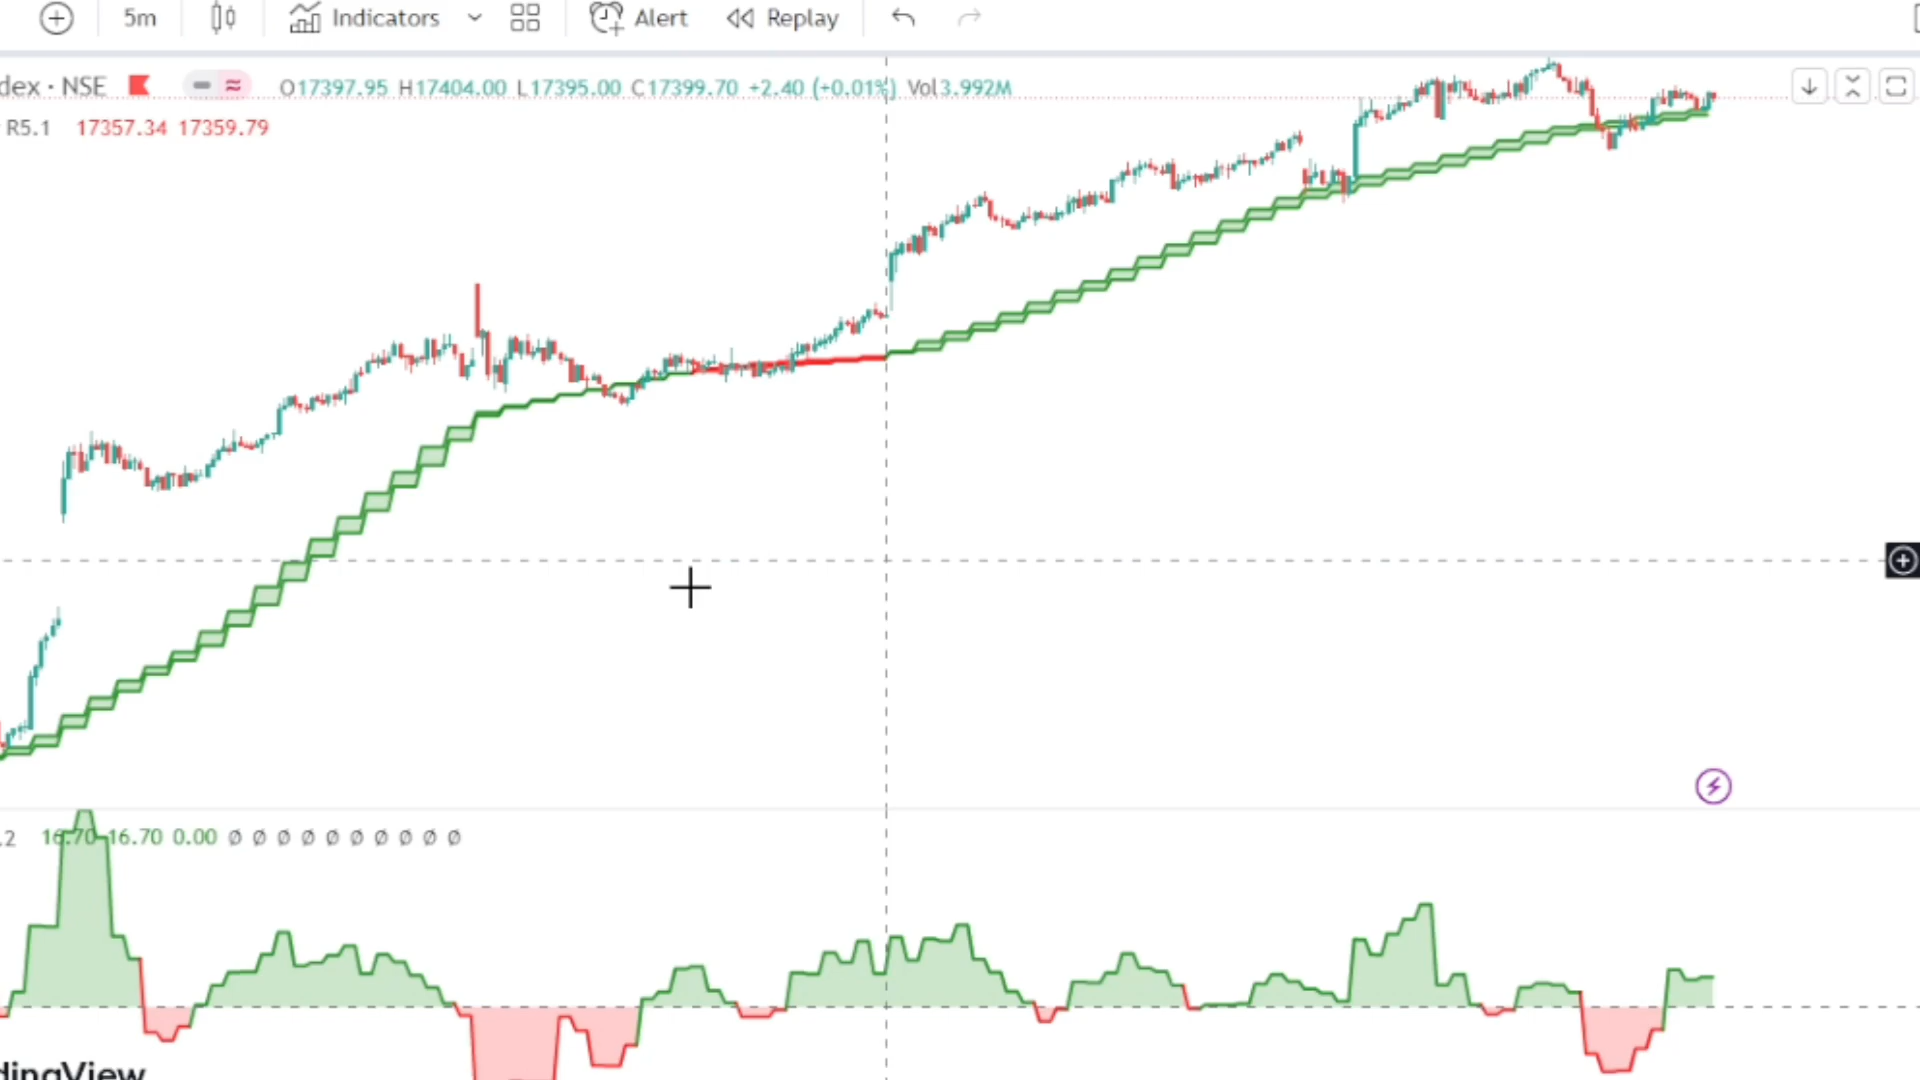 5m Indicators Alert Replay
dex · NSE O17397.95 H17404.00 L17395.00 C17399.70 +2.40 (+0.01%) Vol3.992M
R5.1 17357.34 17359.79
.2 16.70 16.70 0.00 ∅ ∅ ∅ ∅ ∅ ∅ ∅ ∅ ∅ ∅
dingView